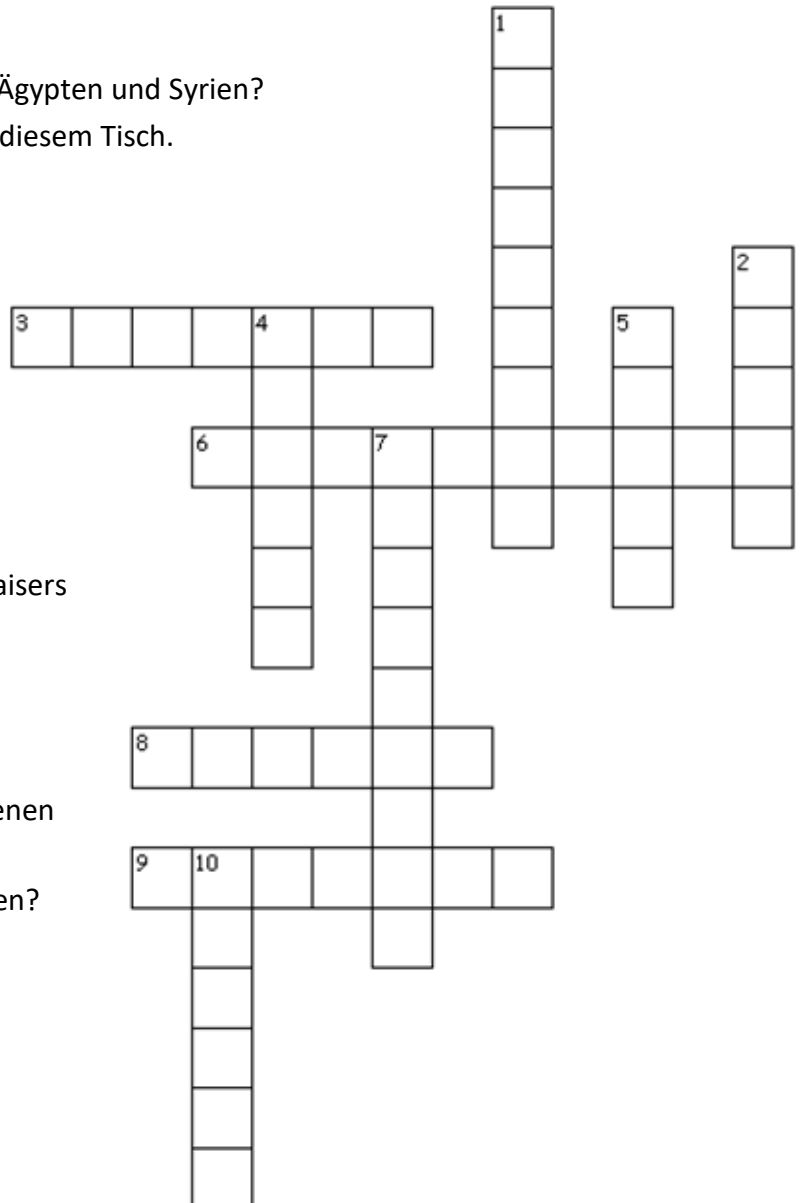 1
Ägypten und Syrien?
diesem Tisch.
2
3 4 5
6 7
aisers
8
enen
9 10
en?